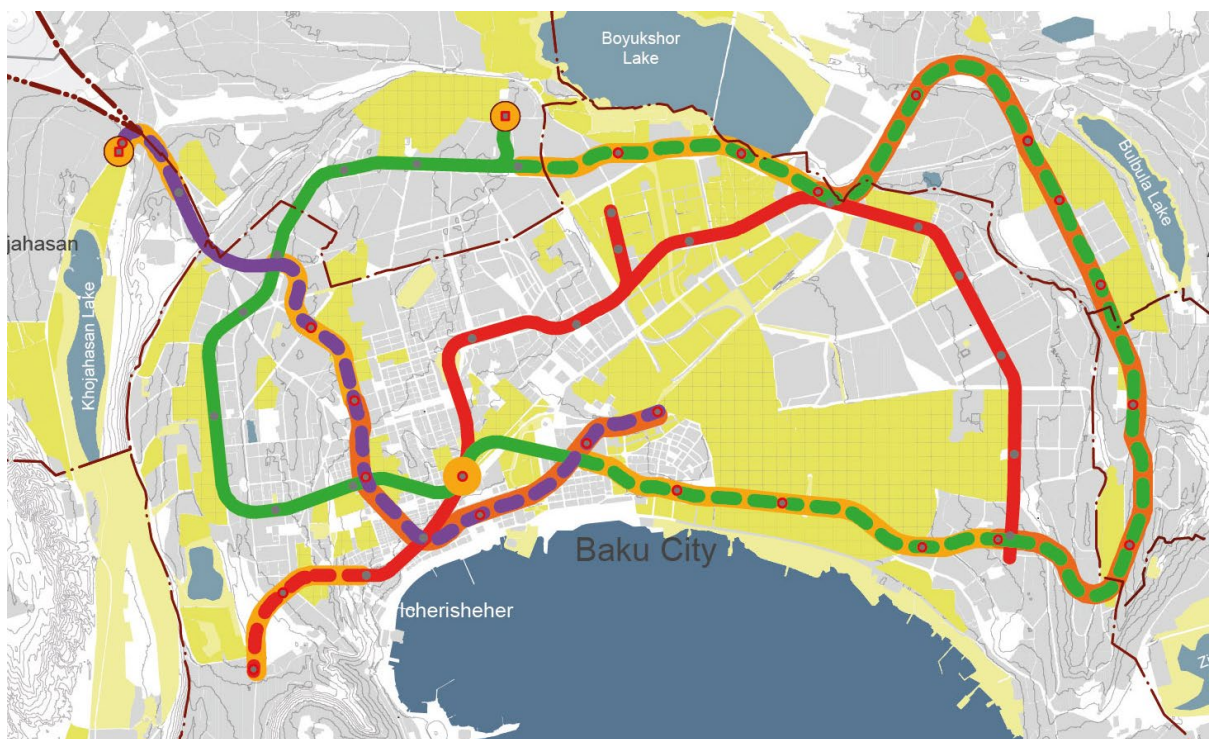 Boyukshor
Lake
Bulbula Lake
jahasan
Khojahasan Lake
Baku City
Icherisheher